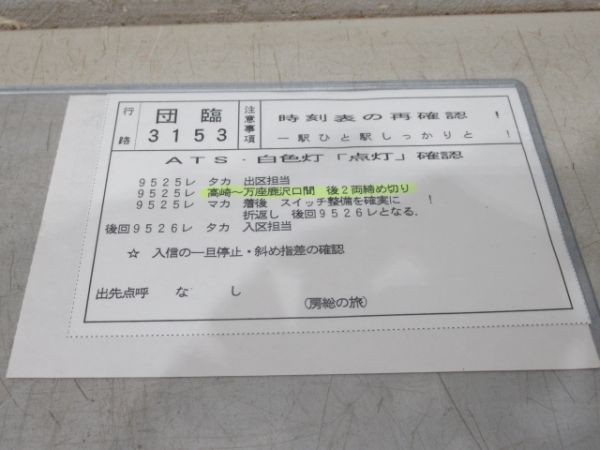 行路
団臨
3153
注意事項
時刻表の再確認 !
一駅ひと駅しっかりと !
ATS・白色灯「点灯」確認
9525レ タカ 出区担当
9525レ 高崎〜万座鹿沢口間 後2両締め切り
9525レ マカ 着後 スイッチ整備を確実に !
折返し 後回9526レとなる.
後回9526レ タカ 入区担当
☆ 入信の一旦停止・斜め指差の確認
出先点呼 なし
(房総の旅)